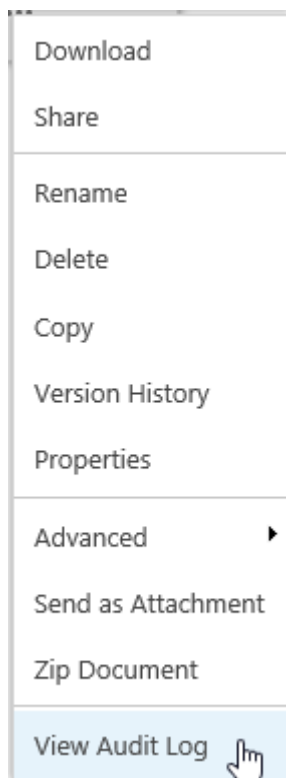 Download
Share
Rename
Delete
Copy
Version History
Properties
Advanced
Send as Attachment
Zip Document
View Audit Log